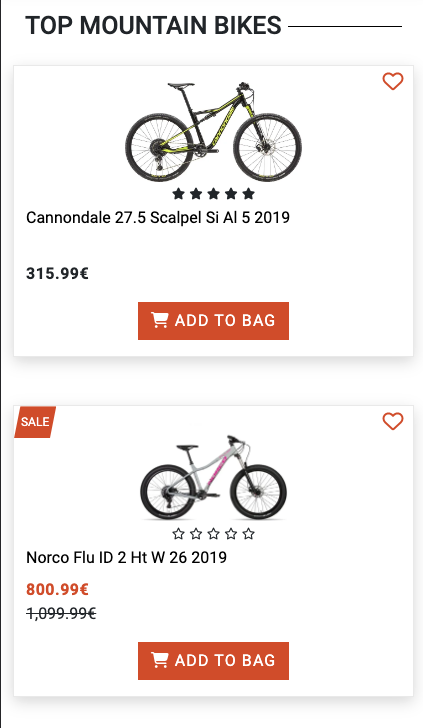 TOP MOUNTAIN BIKES
Cannondale 27.5 Scalpel Si Al 5 2019
315.99€
ADD TO BAG
SALE
Norco Flu ID 2 Ht W 26 2019
800.99€
1,099.99€
ADD TO BAG